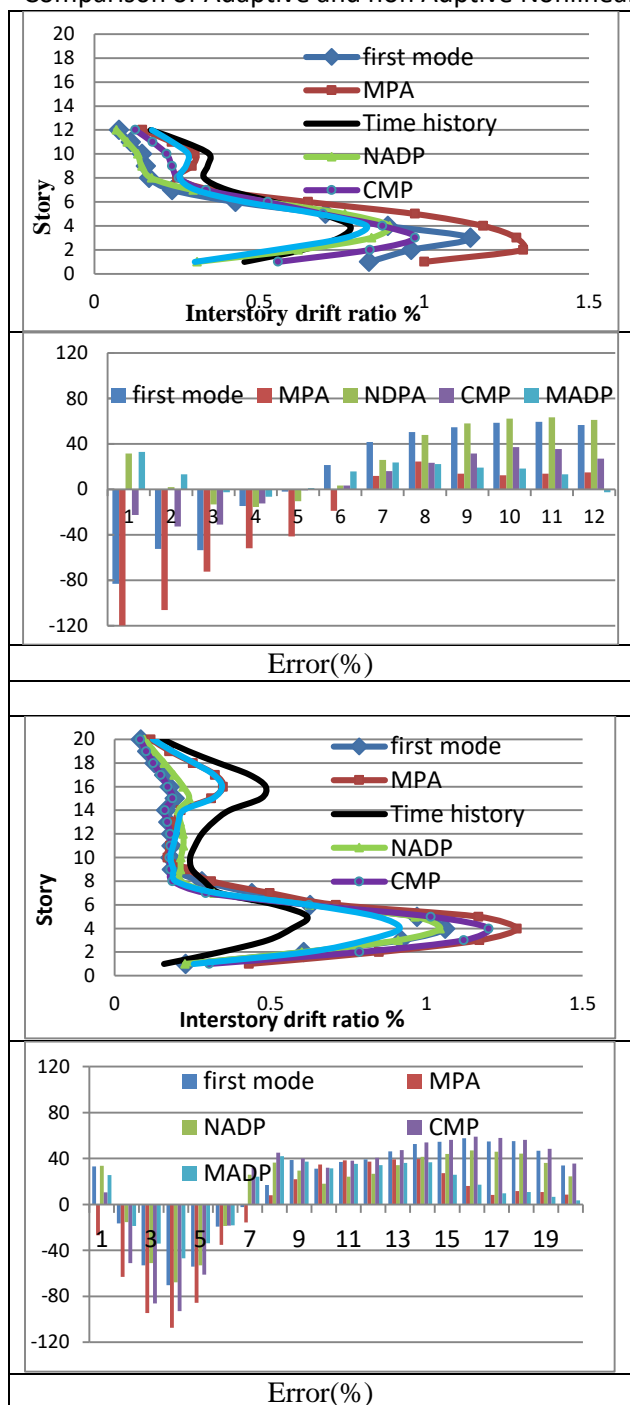 Comparison of Adaptive and non Aptive Nonlinear
20
18
16
14
12
10
8
6
4
2
0
Story
first mode
MPA
Time history
NADP
CMP
0 0.5 1 1.5
Interstory drift ratio %
120
80
40
0
-40
-80
-120
first mode MPA NDPA CMP MADP
1 2 3 4 5 6 7 8 9 10 11 12
Error(%)
20
18
16
14
12
10
8
6
4
2
0
Story
first mode
MPA
Time history
NADP
CMP
0 0.5 1 1.5
Interstory drift ratio %
120
80
40
0
-40
-80
-120
first mode MPA
NADP CMP
MADP
1 3 5 7 9 11 13 15 17 19
Error(%)